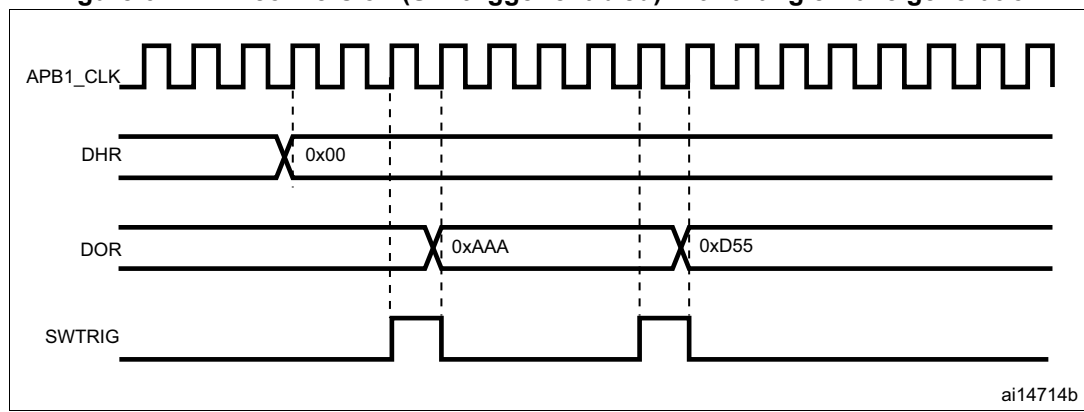 APB1_CLK
DHR
0x00
DOR
0xAAA
0xD55
SWTRIG
ai14714b